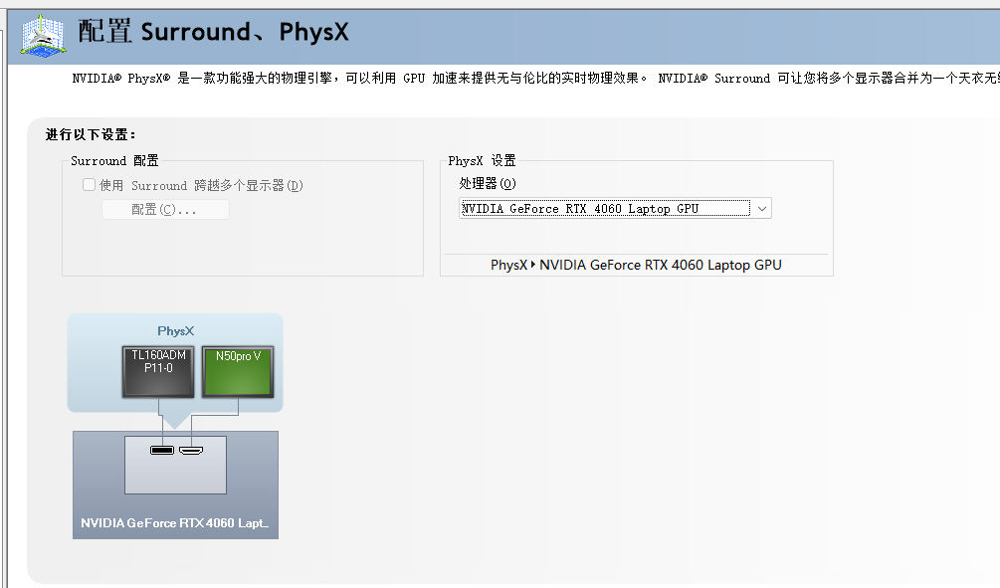 配置 Surround、PhysX
NVIDIA® PhysX® 是一款功能强大的物理引擎，可以利用 GPU 加速来提供无与伦比的实时物理效果。 NVIDIA® Surround 可让您将多个显示器合并为一个天衣无
进行以下设置：
Surround 配置
使用 Surround 跨越多个显示器(D)
配置(C)...
PhysX 设置
处理器(O)
NVIDIA GeForce RTX 4060 Laptop GPU
PhysX NVIDIA GeForce RTX 4060 Laptop GPU
PhysX
TL160ADM
P11-0
N50pro V
NVIDIA GeForce RTX 4060 Lapt...